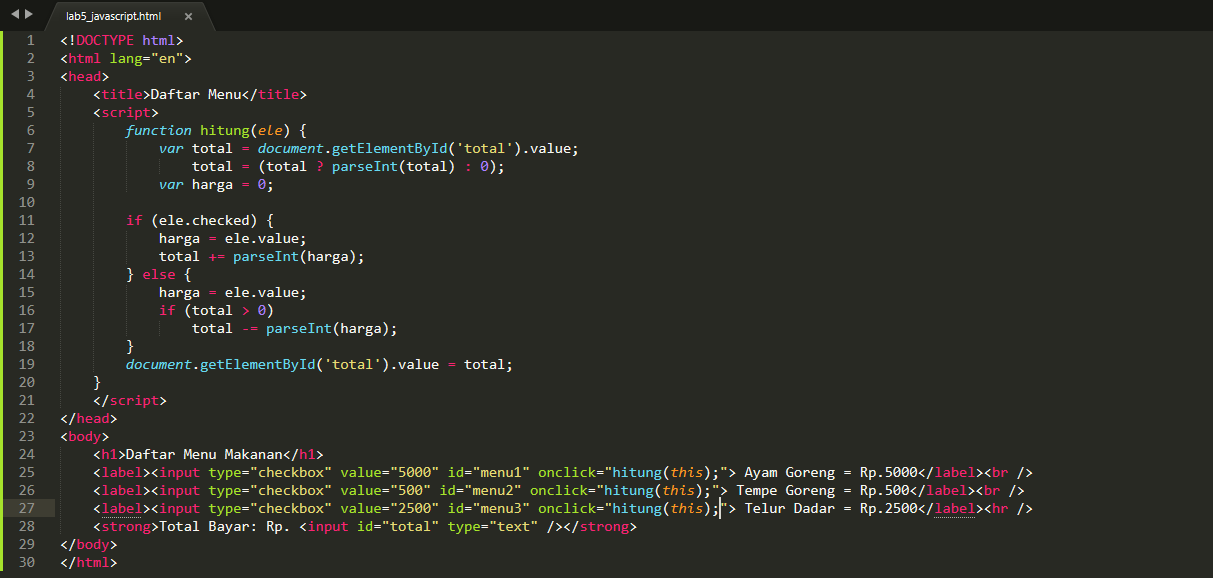 lab5_javascript.html ×
1 <!DOCTYPE html>
2 <html lang="en">
3 <head>
4     <title>Daftar Menu</title>
5     <script>
6         function hitung(ele) {
7             var total = document.getElementById('total').value;
8                 total = (total ? parseInt(total) : 0);
9             var harga = 0;
10
11         if (ele.checked) {
12             harga = ele.value;
13             total += parseInt(harga);
14         } else {
15             harga = ele.value;
16             if (total > 0)
17                 total -= parseInt(harga);
18         }
19         document.getElementById('total').value = total;
20     }
21     </script>
22 </head>
23 <body>
24     <h1>Daftar Menu Makanan</h1>
25     <label><input type="checkbox" value="5000" id="menu1" onclick="hitung(this);"> Ayam Goreng = Rp.5000</label><br />
26     <label><input type="checkbox" value="500" id="menu2" onclick="hitung(this);"> Tempe Goreng = Rp.500</label><br />
27     <label><input type="checkbox" value="2500" id="menu3" onclick="hitung(this);"> Telur Dadar = Rp.2500</label><hr />
28     <strong>Total Bayar: Rp. <input id="total" type="text" /></strong>
29 </body>
30 </html>